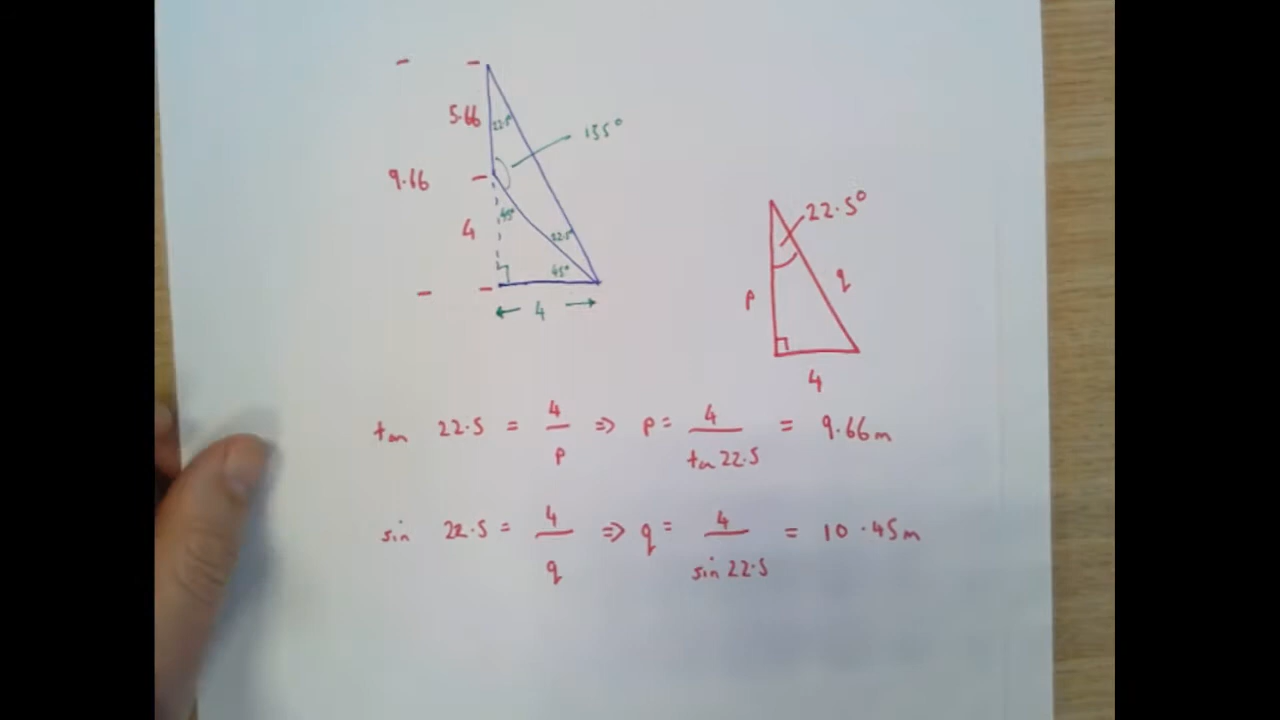 5.66
22.5°
135°
9.66
4
45°
22.5°
45°
4
22.5°
p
q
4
tan 22.5 = 4/p ⇒ p = 4/tan 22.5 = 9.66m
sin 22.5 = 4/q ⇒ q = 4/sin 22.5 = 10.45m